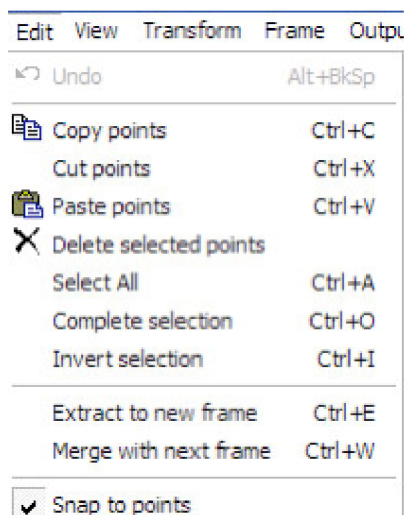 Edit View Transform Frame Outpu
Undo Alt+BkSp
Copy points Ctrl+C
Cut points Ctrl+X
Paste points Ctrl+V
Delete selected points
Select All Ctrl+A
Complete selection Ctrl+O
Invert selection Ctrl+I
Extract to new frame Ctrl+E
Merge with next frame Ctrl+W
Snap to points